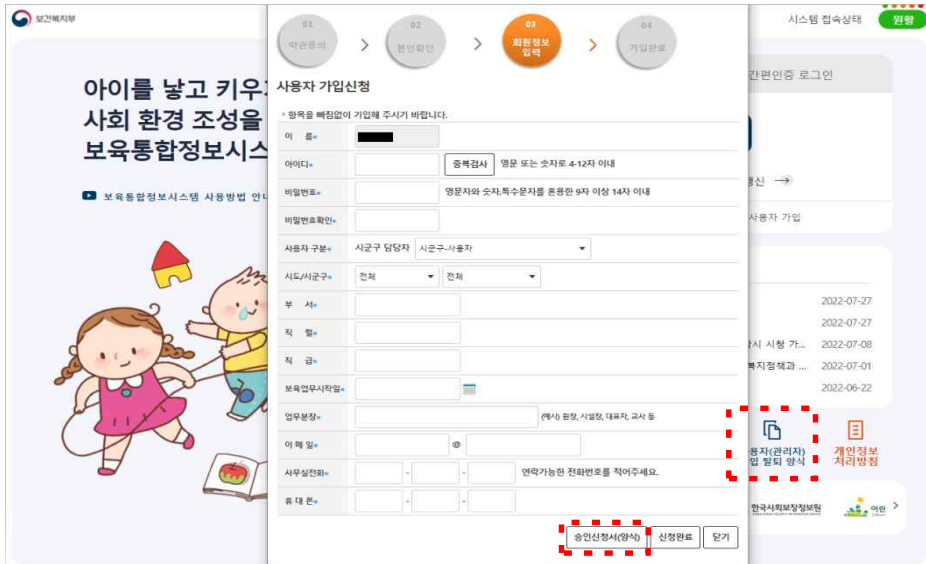 보건복지부
시스템 접속상태 원활
01 02 03 04
약관동의 > 본인확인 > 회원정보 입력 > 가입완료
간편인증 로그인
아이를 낳고 키우
사회 환경 조성을
보육통합정보시스
보육통합정보시스템 사용방법 안
갱신 →
사용자 가입
사용자 가입신청
* 항목을 빠짐없이 기입해 주시기 바랍니다.
이 름*
아이디* 중복검사 영문 또는 숫자로 4-12자 이내
비밀번호* 영문자와 숫자,특수문자를 혼용한 9자 이상 14자 이내
비밀번호확인*
사용자 구분* 시군구 담당자 시군구-사용자
시도/시군구* 전체 전체
부 서*
직 렬*
직 급*
보육업무시작일*
업무분장* (예시) 원장, 시설장, 대표자, 교사 등
이 메 일* @
사무실전화* - - 연락가능한 전화번호를 적어주세요.
휴 대 폰* - -
승인신청서(양식) 신청완료 닫기
2022-07-27
2022-07-27
시 시청 가... 2022-07-08
복지정책과 ... 2022-07-01
2022-06-22
용자(관리자)
입 탈퇴 양식
개인정보
처리방침
한국사회보장정보원
어린 >